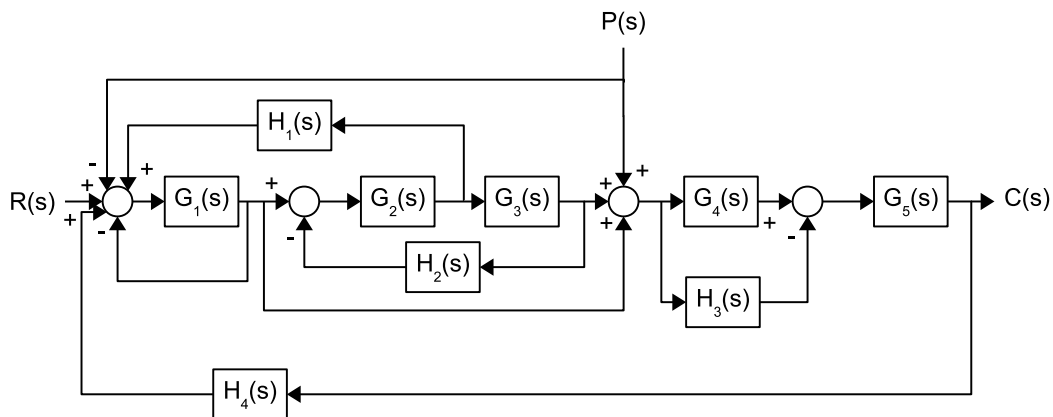 P(s)
H₁(s)
-
+
+
R(s)
+
-
G₁(s)
+
-
G₂(s)
G₃(s)
+
+
+
G₄(s)
+
-
G₅(s)
C(s)
H₂(s)
H₃(s)
H₄(s)